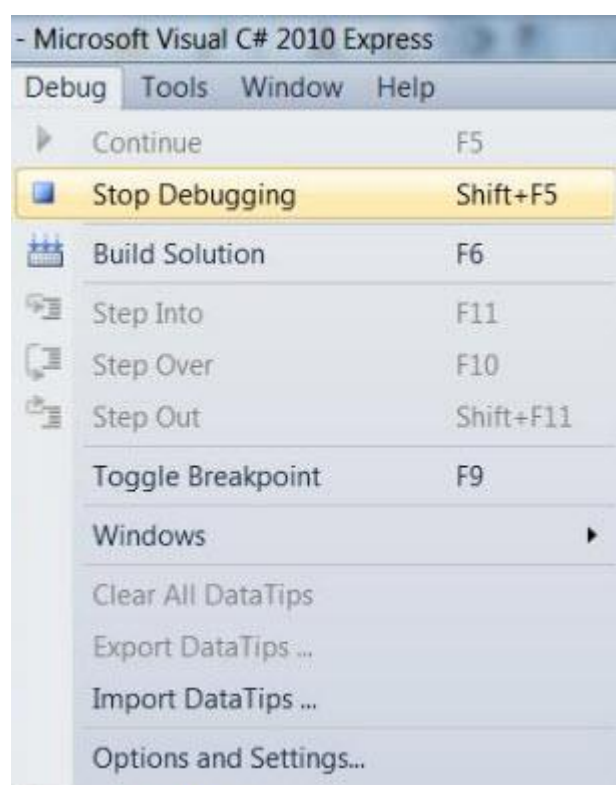 - Microsoft Visual C# 2010 Express
Debug Tools Window Help
Continue F5
Stop Debugging Shift+F5
Build Solution F6
Step Into F11
Step Over F10
Step Out Shift+F11
Toggle Breakpoint F9
Windows
Clear All DataTips
Export DataTips ...
Import DataTips ...
Options and Settings...